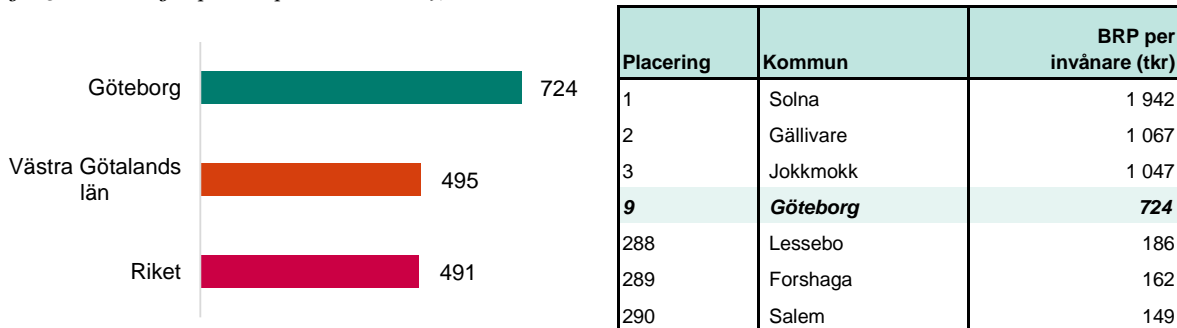 Göteborg
724
Västra Götalands
län
495
Riket
491
Placering Kommun BRP per
invånare (tkr)
1 Solna 1 942
2 Gällivare 1 067
3 Jokkmokk 1 047
9 Göteborg 724
288 Lessebo 186
289 Forshaga 162
290 Salem 149